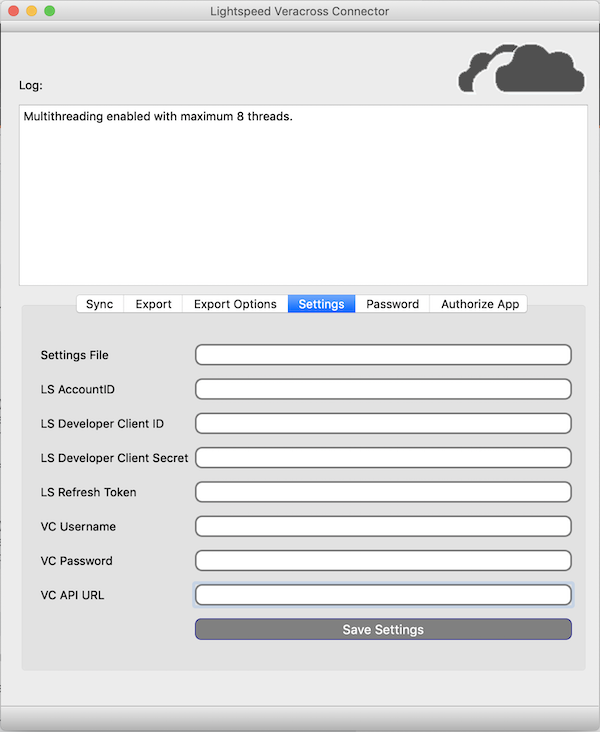 Lightspeed Veracross Connector
Log:
Multithreading enabled with maximum 8 threads.
Sync Export Export Options Settings Password Authorize App
Settings File
LS AccountID
LS Developer Client ID
LS Developer Client Secret
LS Refresh Token
VC Username
VC Password
VC API URL
Save Settings